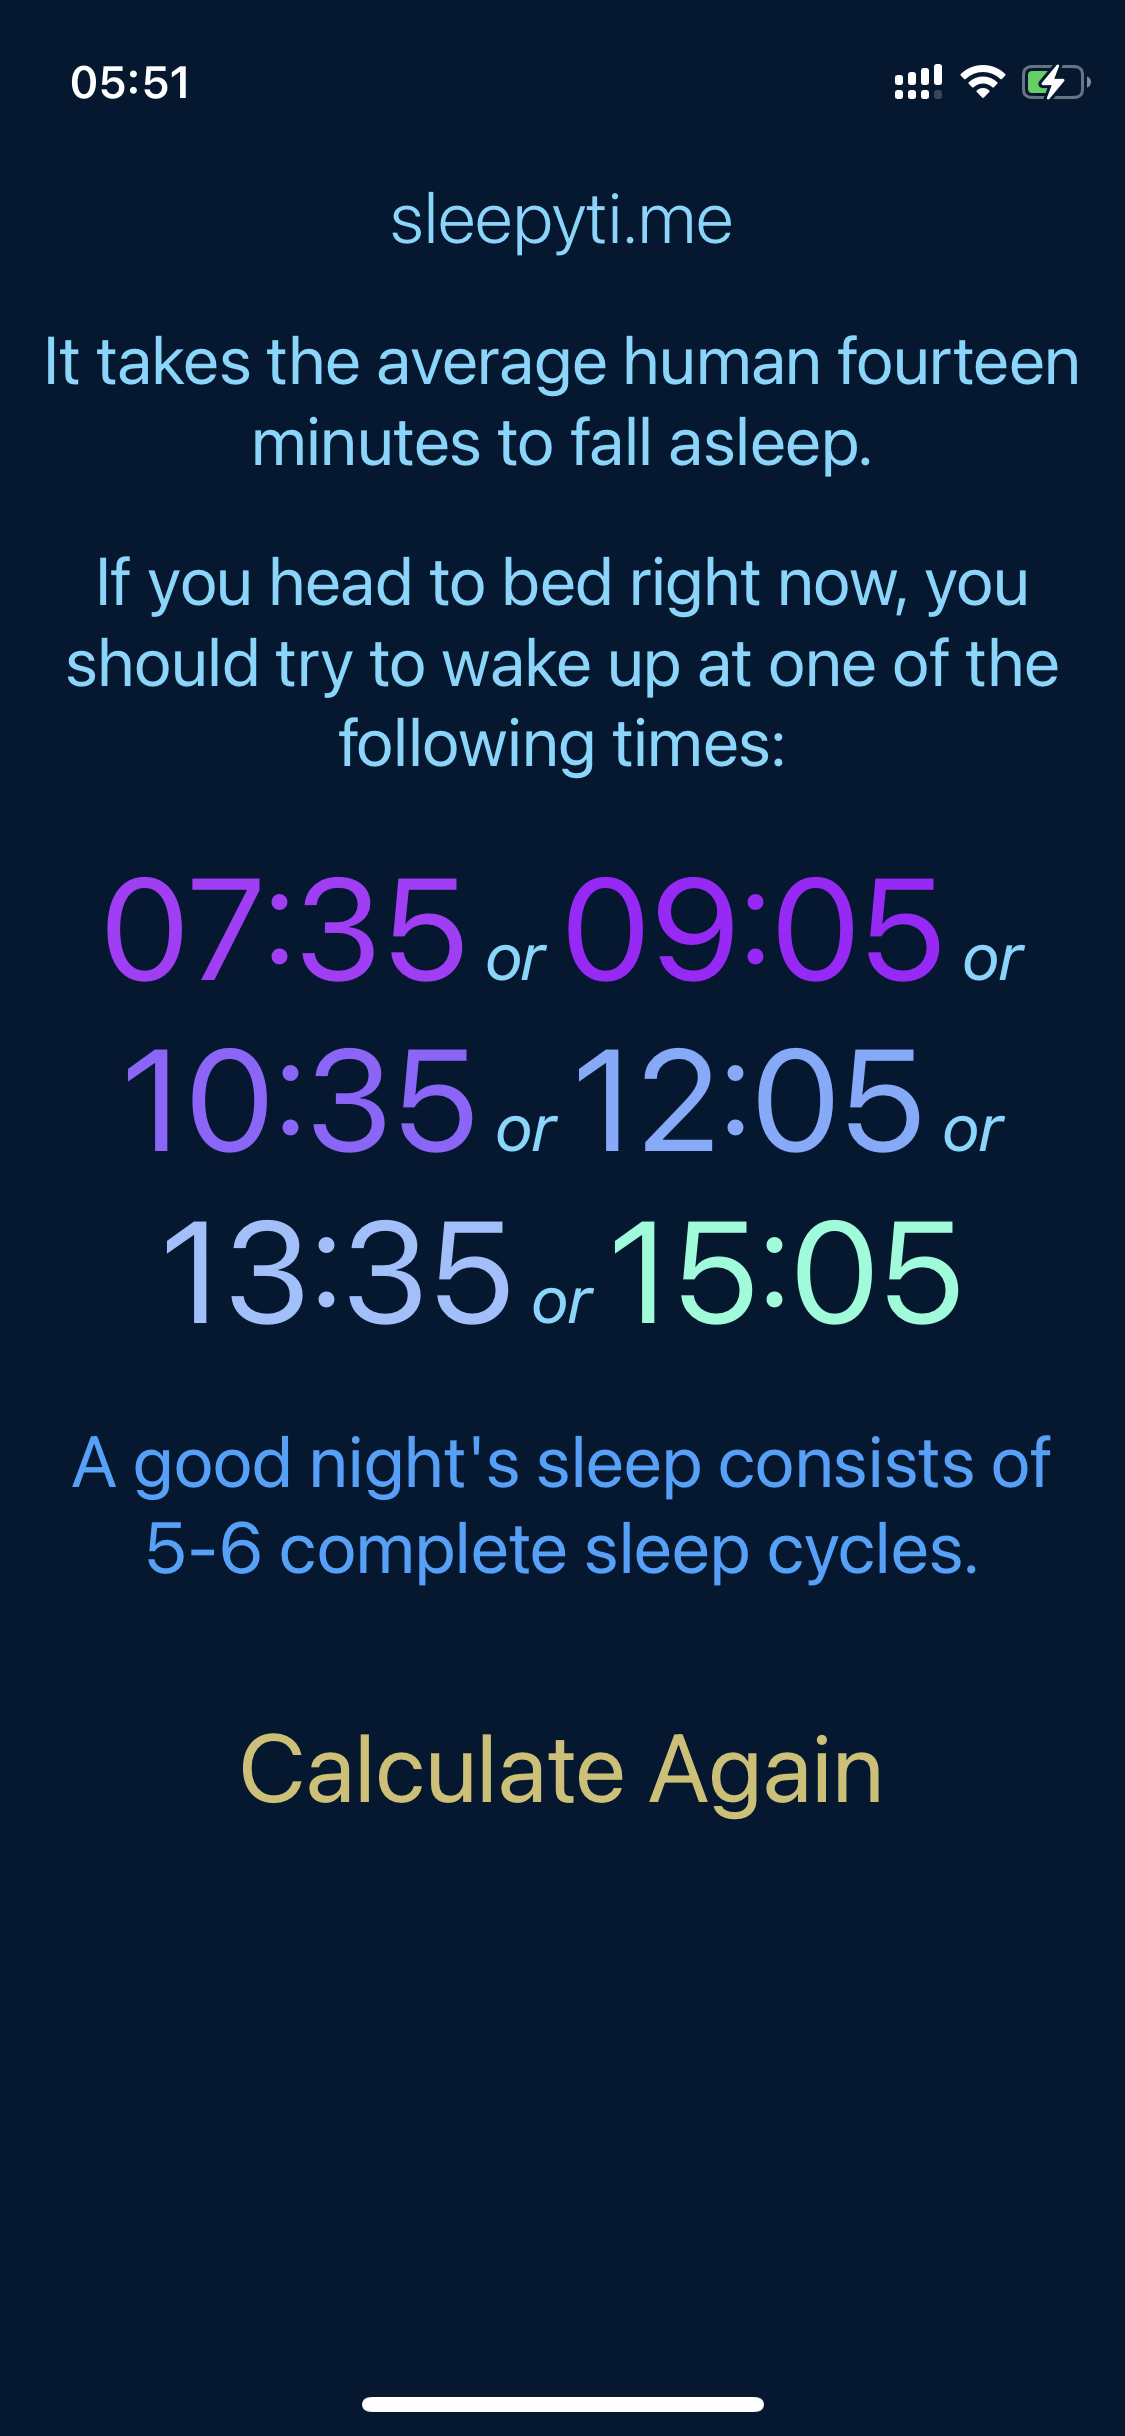 05:51
sleepyti.me
It takes the average human fourteen
minutes to fall asleep.
If you head to bed right now, you
should try to wake up at one of the
following times:
07:35 or 09:05 or
10:35 or 12:05 or
13:35 or 15:05
A good night's sleep consists of
5-6 complete sleep cycles.
Calculate Again